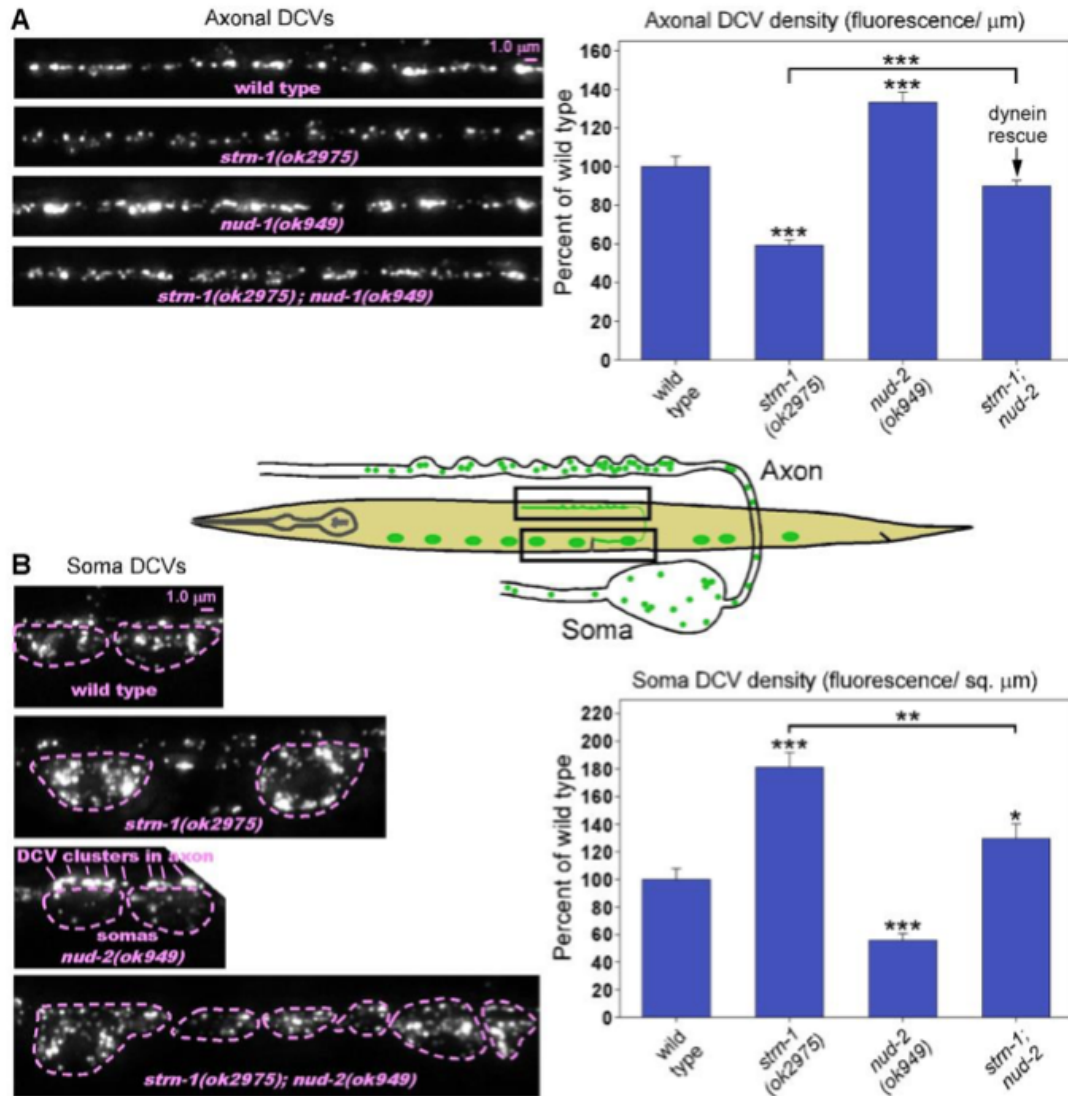 A
Axonal DCVs
1.0 μm
wild type
strn-1(ok2975)
nud-1(ok949)
strn-1(ok2975); nud-1(ok949)
Axonal DCV density (fluorescence/ μm)
Percent of wild type
160
140
120
100
80
60
40
20
0
***
***
***
dynein
rescue
wild
type
strn-1
(ok2975)
nud-2
(ok949)
strn-1;
nud-2
Axon
Soma
B
Soma DCVs
1.0 μm
wild type
strn-1(ok2975)
DCV clusters in axon
somas
nud-2(ok949)
strn-1(ok2975); nud-2(ok949)
Soma DCV density (fluorescence/ sq. μm)
Percent of wild type
220
200
180
160
140
120
100
80
60
40
20
0
**
***
***
*
wild
type
strn-1
(ok2975)
nud-2
(ok949)
strn-1;
nud-2